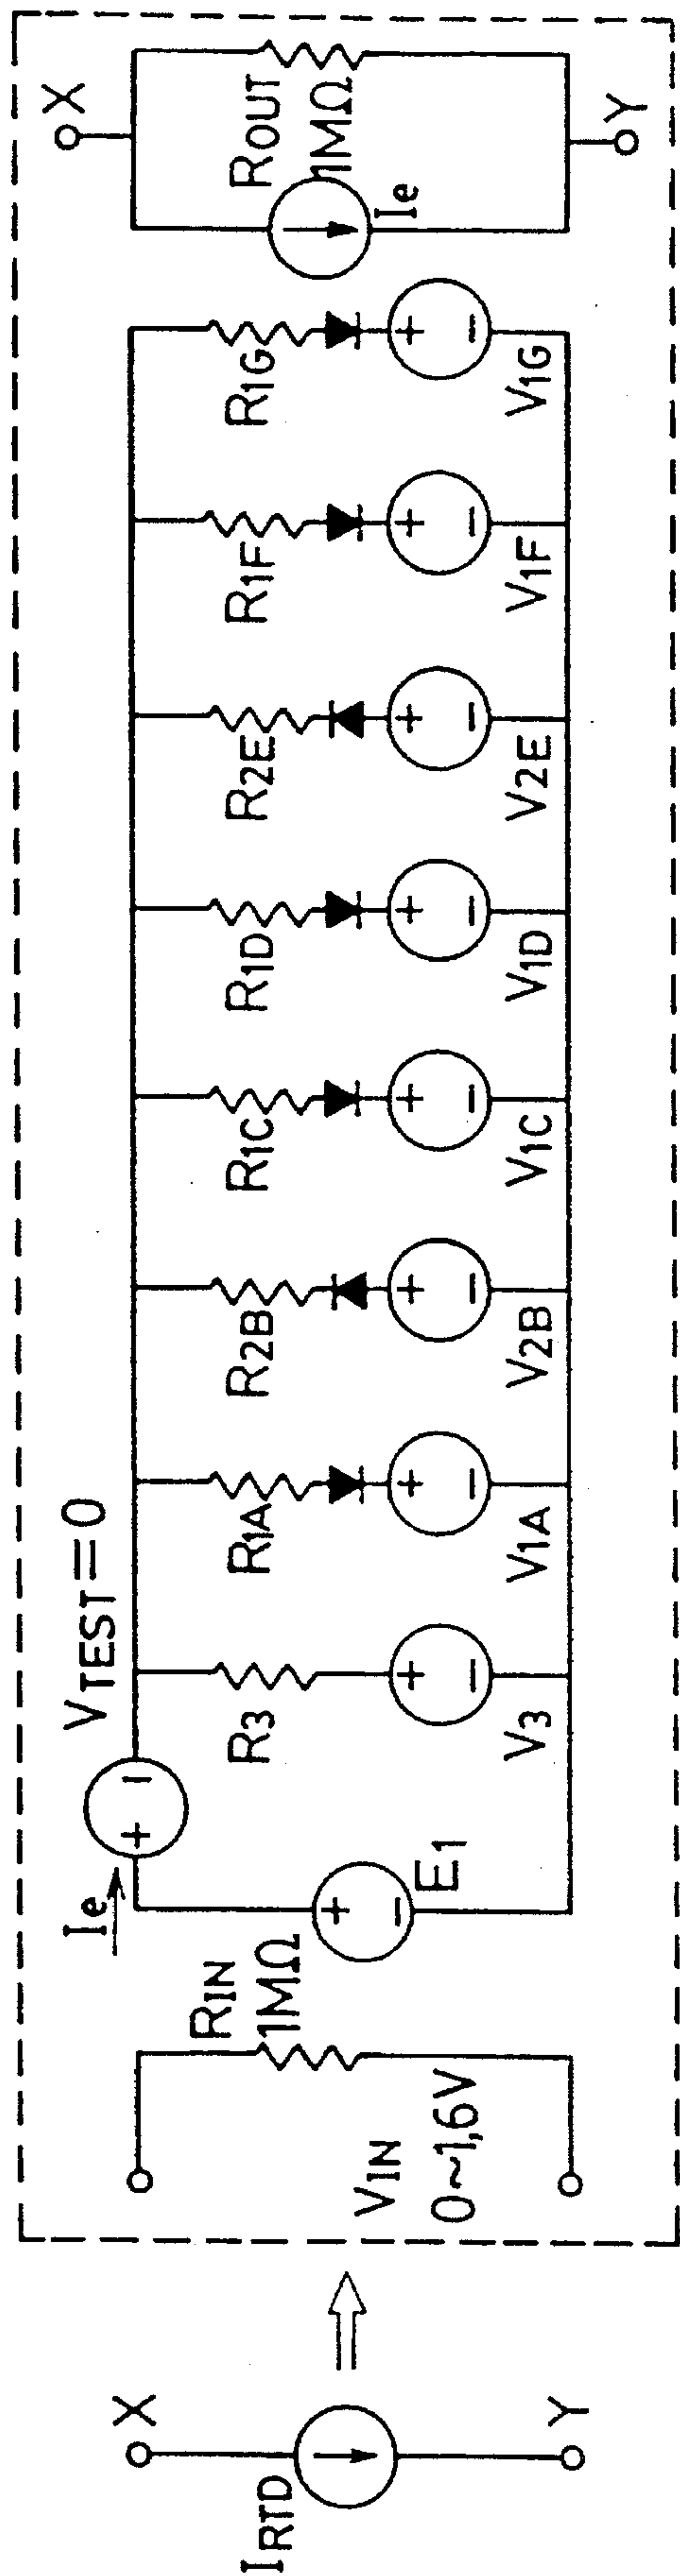 X
IRTD
Y
VIN
0~1,6V
RIN
1MΩ
Ie
E1
VTEST=0
R3
V3
R1A
V1A
R2B
V2B
R1C
V1C
R1D
V1D
R2E
V2E
R1F
V1F
R1G
V1G
X
ROUT
1MΩ
Ie
Y